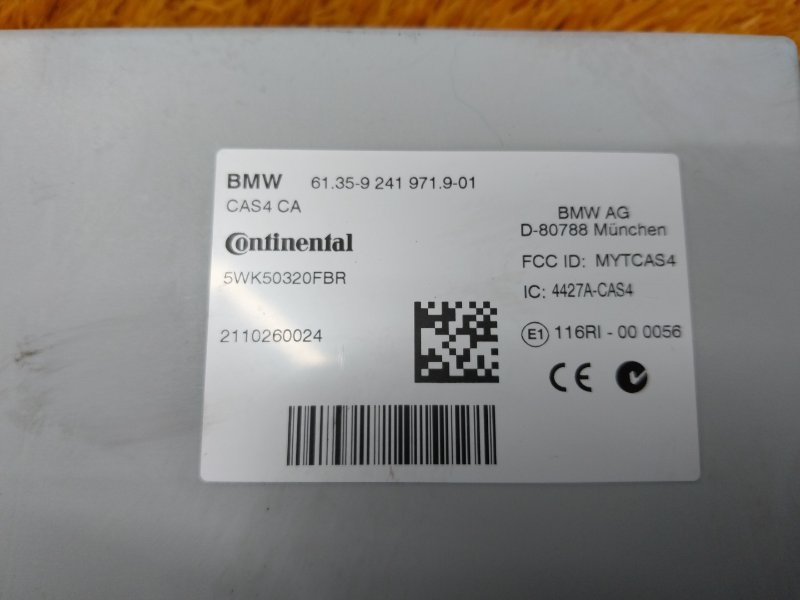 BMW 61.35-9 241 971.9-01
CAS4 CA
Continental
5WK50320FBR
2110260024
BMW AG
D-80788 München
FCC ID: MYTCAS4
IC: 4427A-CAS4
E1 116RI - 00 0056
CE